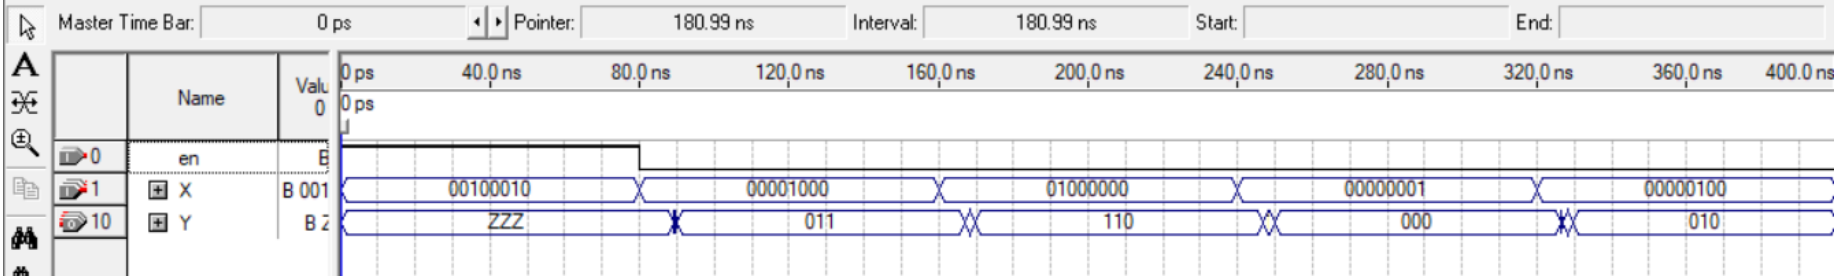 Master Time Bar: 0 ps Pointer: 180.99 ns Interval: 180.99 ns Start: End:
Name Valu 0
0 ps 40.0 ns 80.0 ns 120.0 ns 160.0 ns 200.0 ns 240.0 ns 280.0 ns 320.0 ns 360.0 ns 400.0 ns
0 ps
0 en B
1 X B 001 00100010 00001000 01000000 00000001 00000100
10 Y B Z ZZZ 011 110 000 010